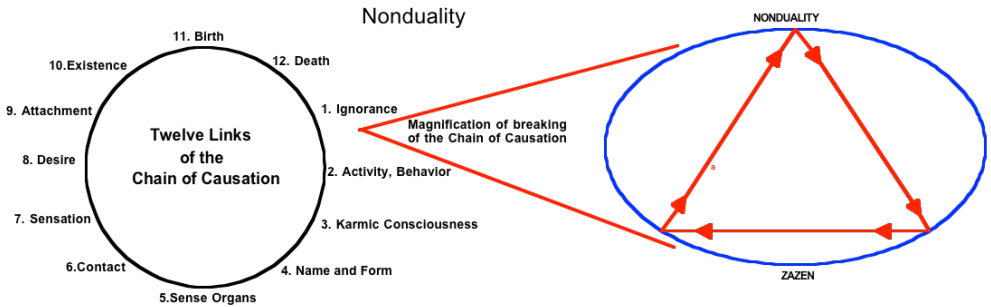 Nonduality
11. Birth
12. Death
1. Ignorance
2. Activity, Behavior
3. Karmic Consciousness
4. Name and Form
5.Sense Organs
6.Contact
7. Sensation
8. Desire
9. Attachment
10.Existence
Twelve Links
of the
Chain of Causation
Magnification of breaking
of the Chain of Causation
NONDUALITY
a
ZAZEN